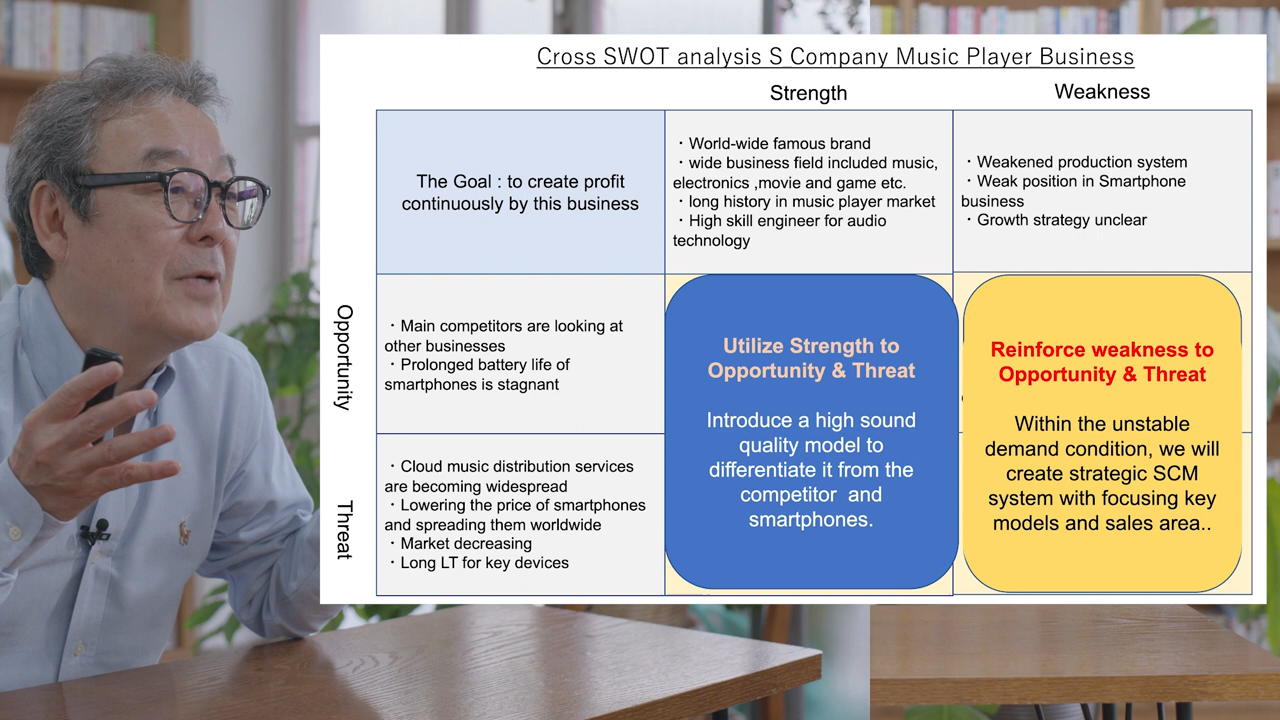 Cross SWOT analysis S Company Music Player Business
Strength
Weakness
The Goal : to create profit
continuously by this business
・World-wide famous brand
・wide business field included music,
electronics ,movie and game etc.
・long history in music player market
・High skill engineer for audio
technology
・Weakened production system
・Weak position in Smartphone
business
・Growth strategy unclear
Opportunity
・Main competitors are looking at
other businesses
・Prolonged battery life of
smartphones is stagnant
Utilize Strength to
Opportunity & Threat
Introduce a high sound
quality model to
differentiate it from the
competitor and
smartphones.
Reinforce weakness to
Opportunity & Threat
Within the unstable
demand condition, we will
create strategic SCM
system with focusing key
models and sales area..
Threat
・Cloud music distribution services
are becoming widespread
・Lowering the price of smartphones
and spreading them worldwide
・Market decreasing
・Long LT for key devices